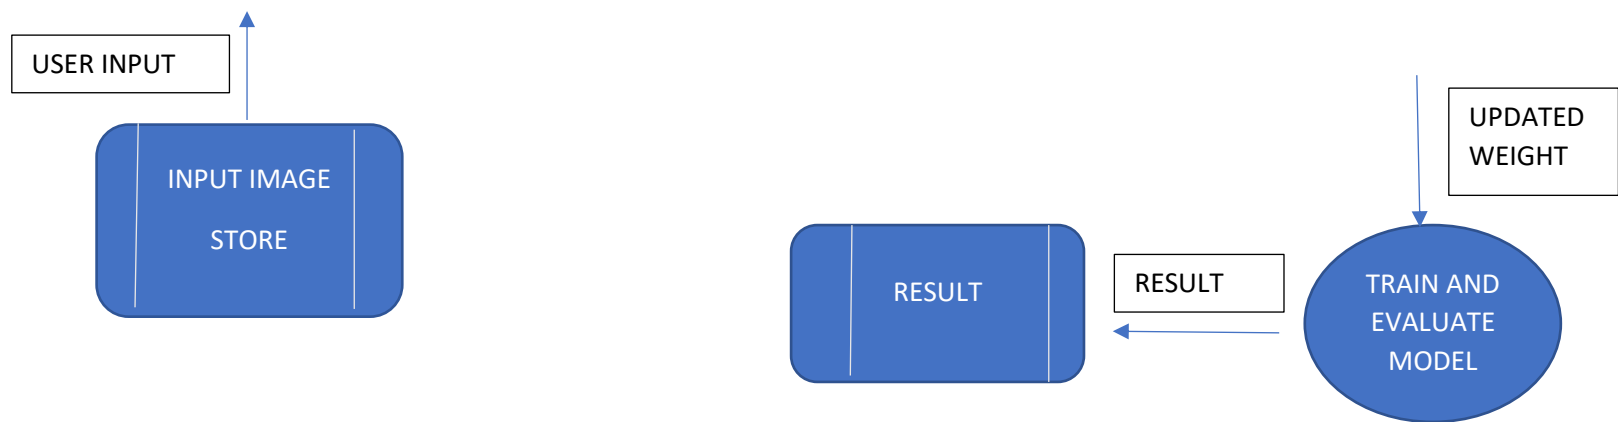 USER INPUT
INPUT IMAGE
STORE
UPDATED
WEIGHT
RESULT
RESULT
TRAIN AND
EVALUATE
MODEL